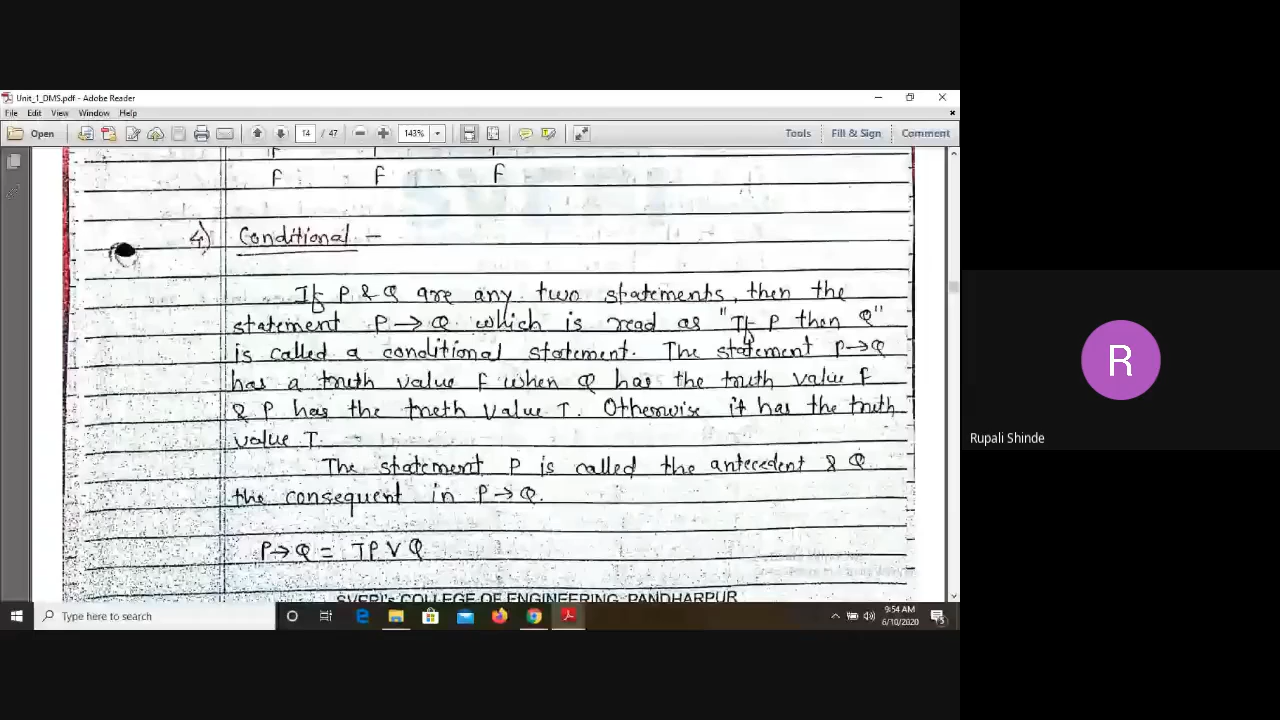 Unit_1_DMS.pdf - Adobe Reader
File Edit View Window Help
Open 14 / 47 143% Tools Fill & Sign Comment
F F F
4) Conditional -
If P & Q are any two statements, then the
statement P → Q which is read as "If P then Q"
is called a conditional statement. The statement P→Q
has a truth value F when Q has the truth value F
& P has the truth value T. Otherwise it has the truth
value T.
The statement P is called the antecedent & Q
the consequent in P → Q.
P→Q = ˥P V Q
SVERI's COLLEGE OF ENGINEERING, PANDHARPUR
Type here to search
9:54 AM
6/10/2020
R
Rupali Shinde